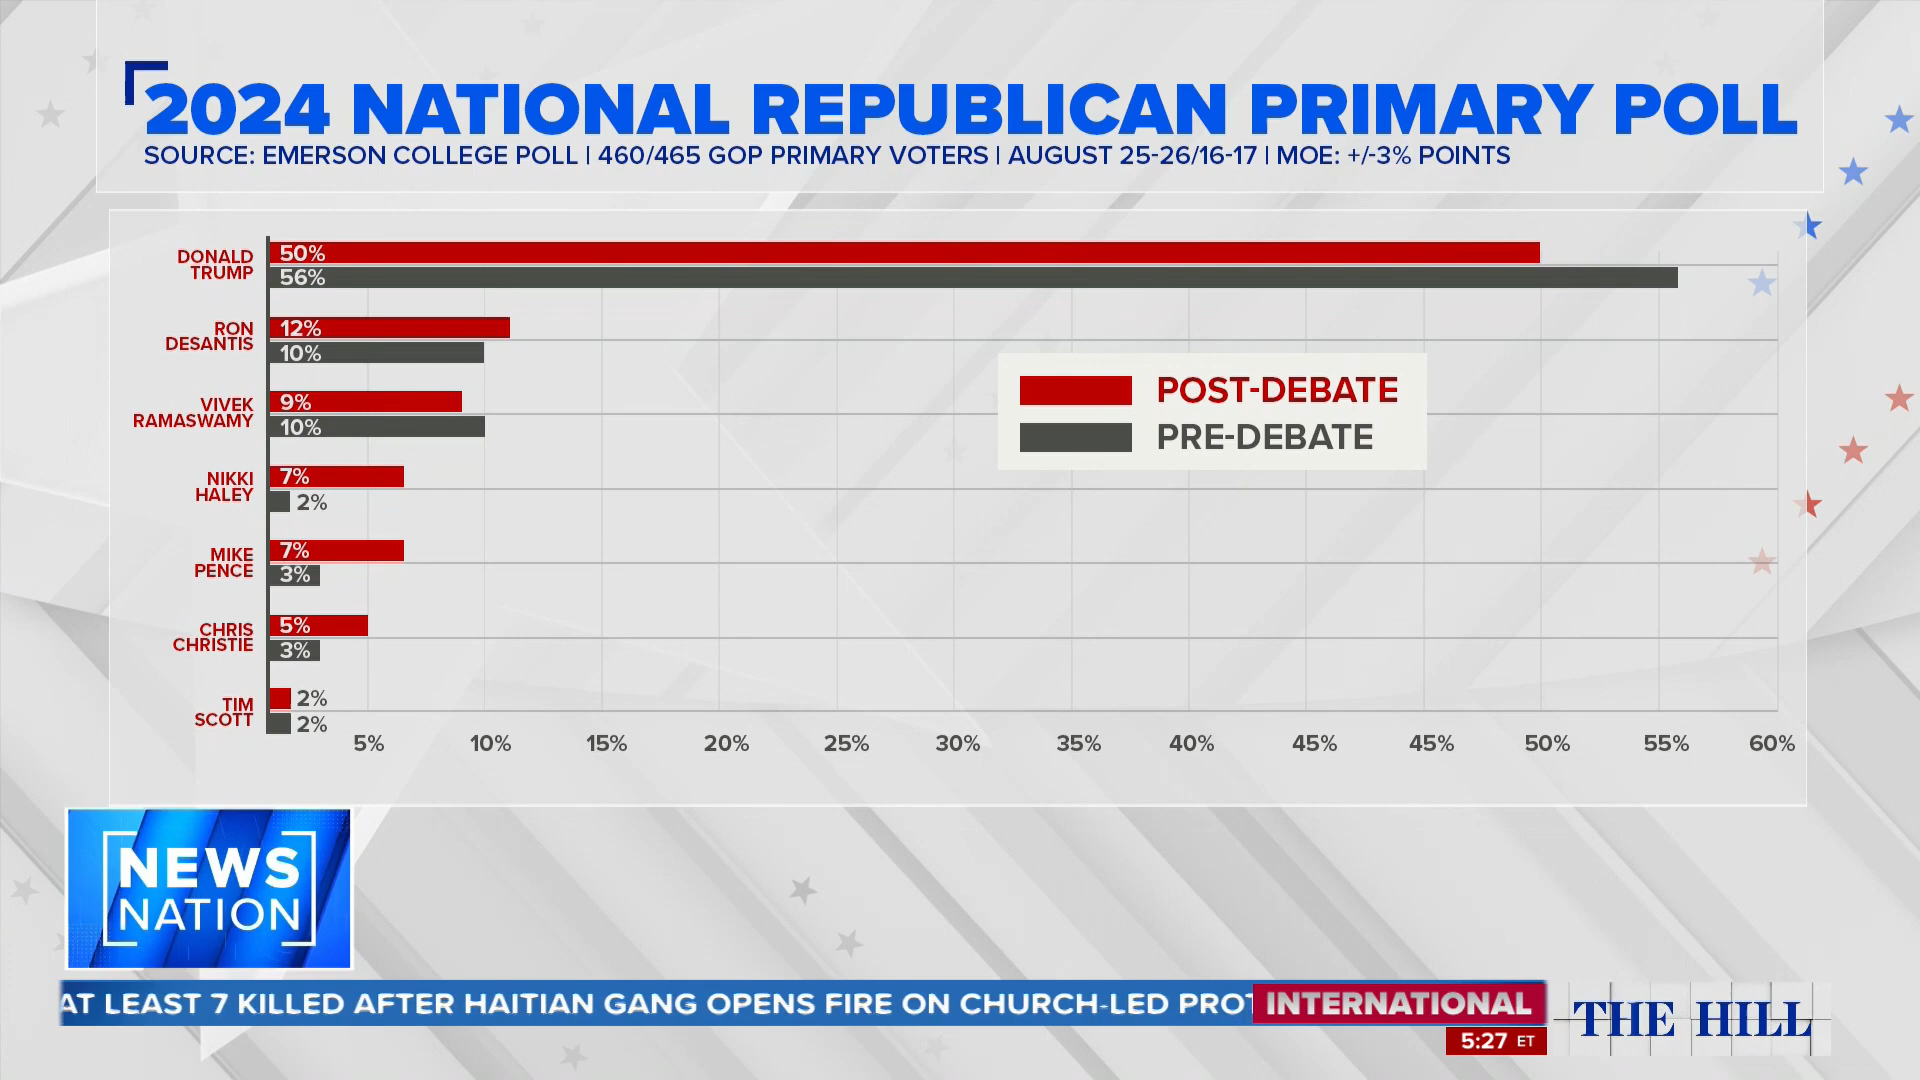 2024 NATIONAL REPUBLICAN PRIMARY POLL
SOURCE: EMERSON COLLEGE POLL | 460/465 GOP PRIMARY VOTERS | AUGUST 25-26/16-17 | MOE: +/-3% POINTS
DONALD
TRUMP
50%
56%
RON
DESANTIS
12%
10%
VIVEK
RAMASWAMY
9%
10%
POST-DEBATE
PRE-DEBATE
NIKKI
HALEY
7%
2%
MIKE
PENCE
7%
3%
CHRIS
CHRISTIE
5%
3%
TIM
SCOTT
2%
2%
5% 10% 15% 20% 25% 30% 35% 40% 45% 45% 50% 55% 60%
NEWS
NATION
AT LEAST 7 KILLED AFTER HAITIAN GANG OPENS FIRE ON CHURCH-LED PROT
INTERNATIONAL
THE HILL
5:27 ET